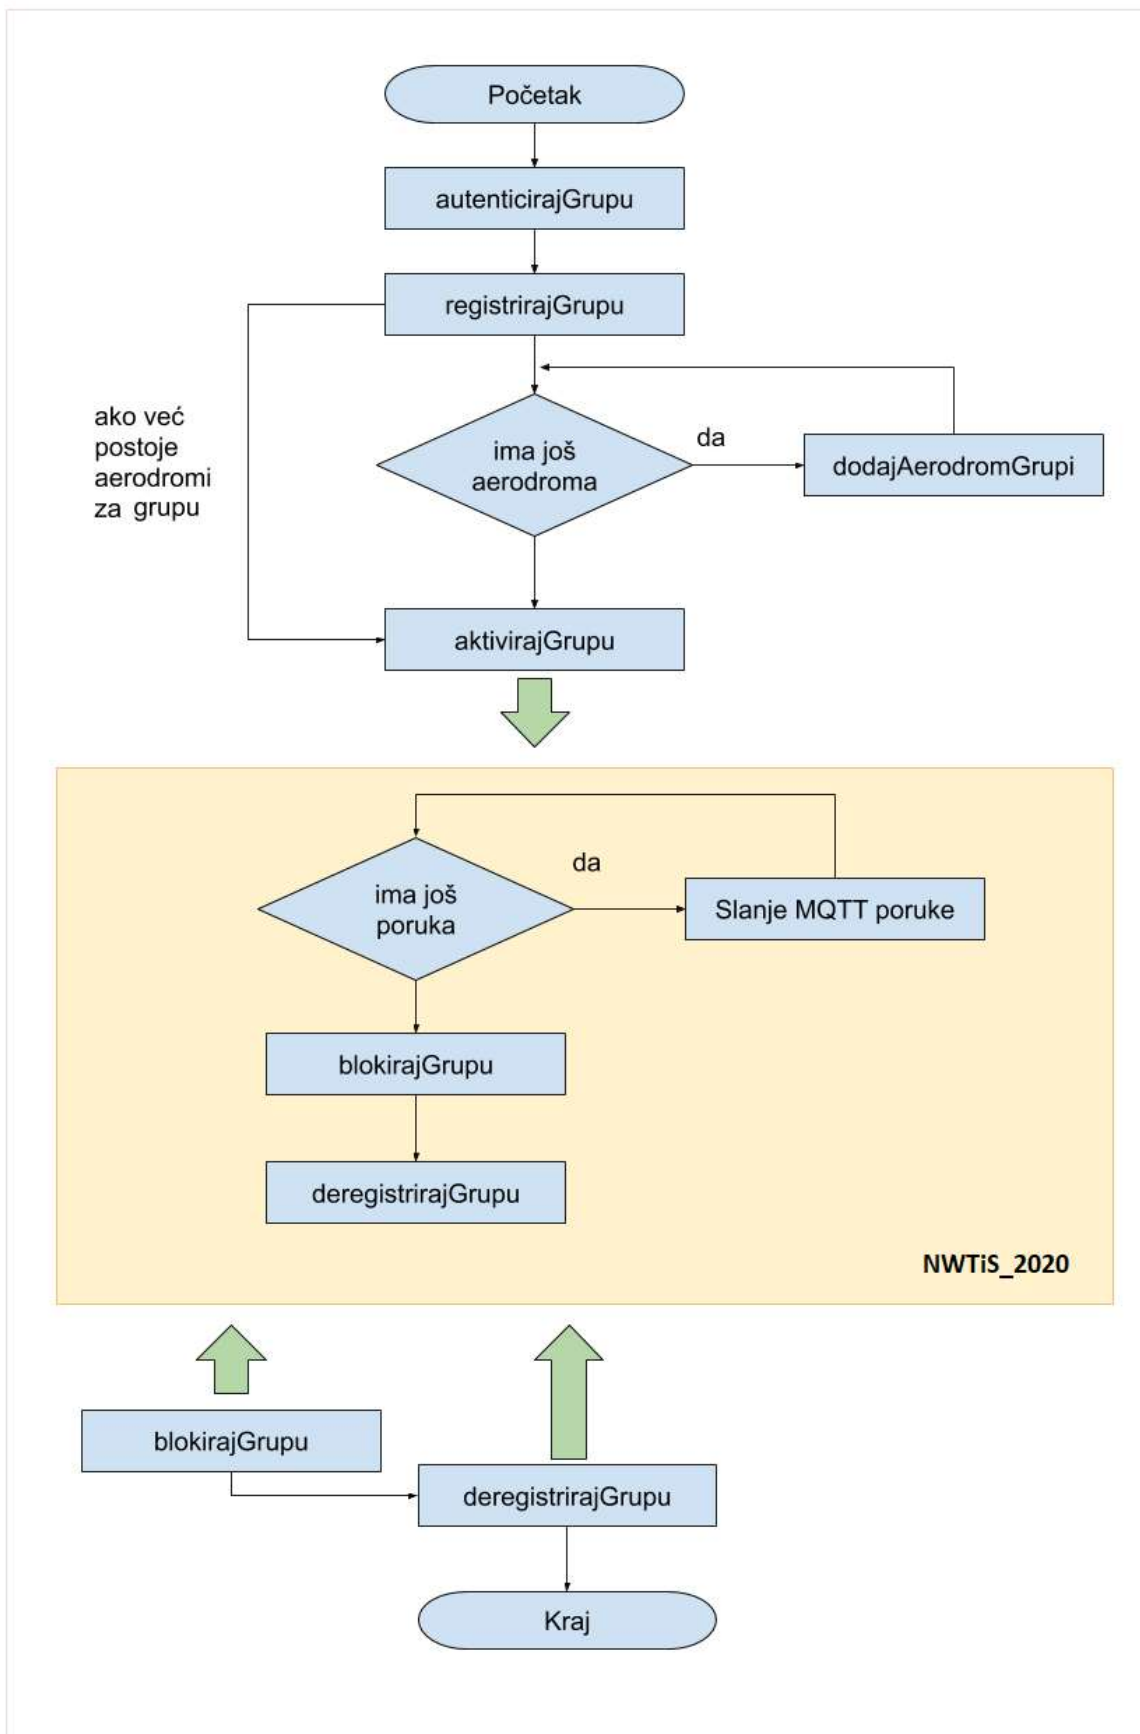 Početak
autenticirajGrupu
registrirajGrupu
ako već
postoje
aerodromi
za grupu
ima još
aerodroma
da
dodajAerodromGrupi
aktivirajGrupu
ima još
poruka
da
Slanje MQTT poruke
blokirajGrupu
deregistrirajGrupu
NWTiS_2020
blokirajGrupu
deregistrirajGrupu
Kraj